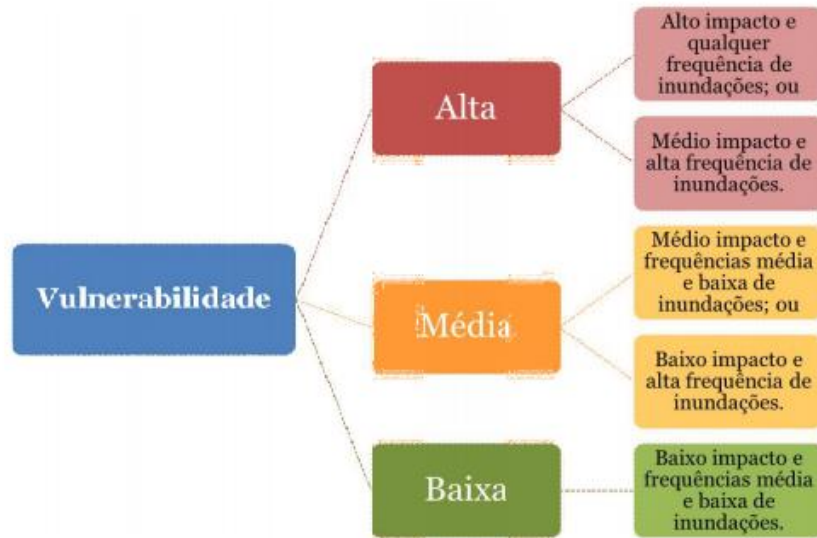 Vulnerabilidade
Alta
Alto impacto e
qualquer
frequência de
inundações; ou
Médio impacto e
alta frequência de
inundações.
Média
Médio impacto e
frequências média
e baixa de
inundações; ou
Baixo impacto e
alta frequência de
inundações.
Baixa
Baixo impacto e
frequências média
e baixa de
inundações.